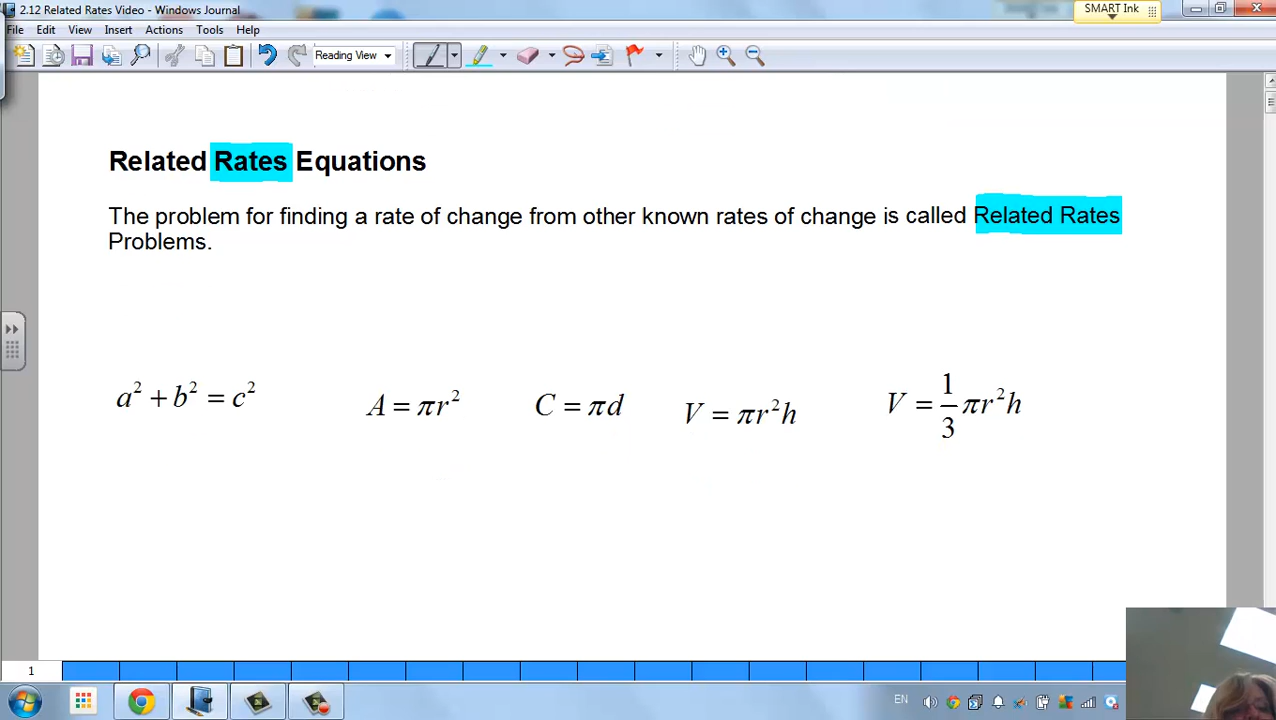 2.12 Related Rates Video - Windows Journal
SMART Ink
File Edit View Insert Actions Tools Help
Reading View
Related Rates Equations
The problem for finding a rate of change from other known rates of change is called Related Rates
Problems.
a² + b² = c² A = πr² C = πd V = πr²h V = 1/3 πr²h
1
EN